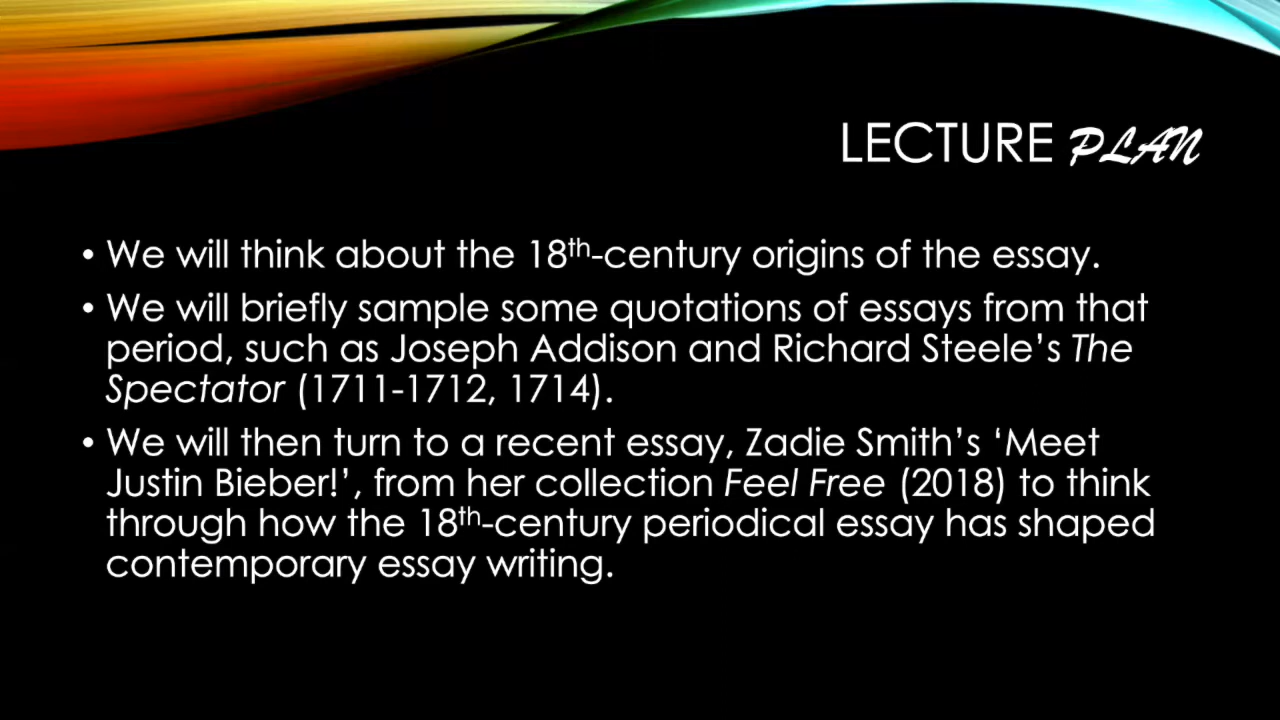 LECTURE PLAN
• We will think about the 18th-century origins of the essay.
• We will briefly sample some quotations of essays from that
period, such as Joseph Addison and Richard Steele’s The
Spectator (1711-1712, 1714).
• We will then turn to a recent essay, Zadie Smith’s ‘Meet
Justin Bieber!’, from her collection Feel Free (2018) to think
through how the 18th-century periodical essay has shaped
contemporary essay writing.